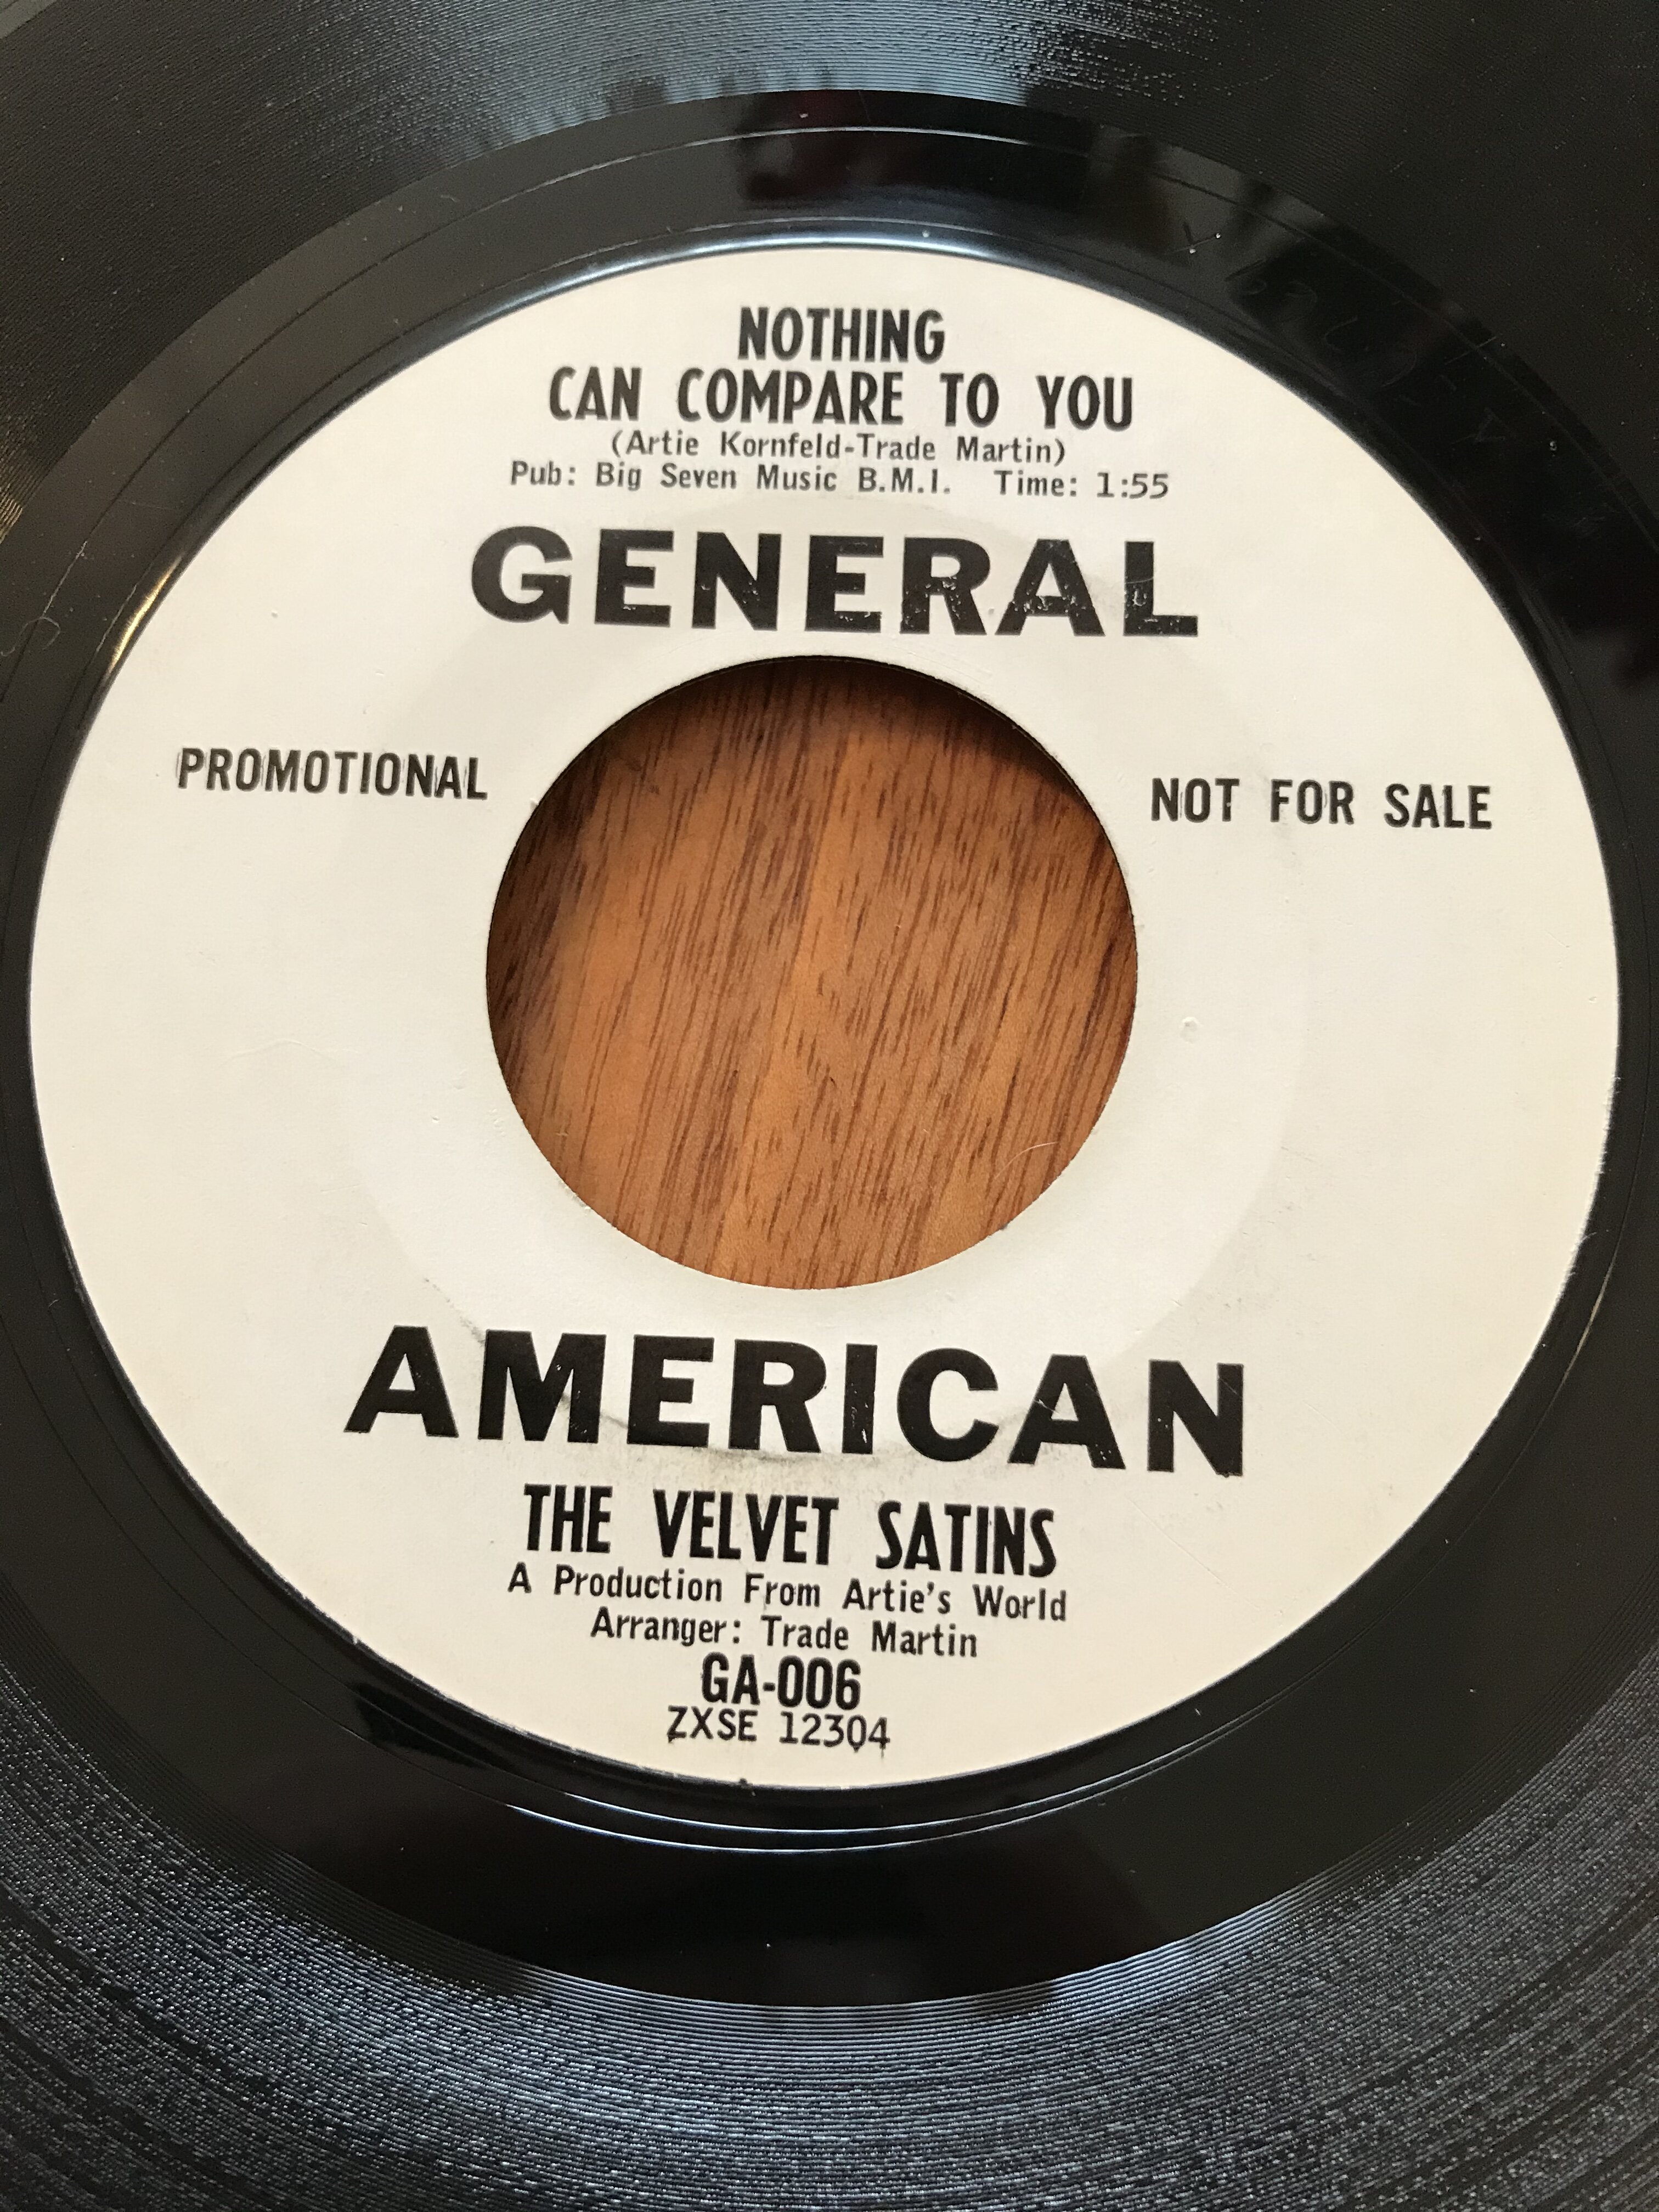 NOTHING
CAN COMPARE TO YOU
(Artie Kornfeld-Trade Martin)
Pub: Big Seven Music B.M.I. Time: 1:55
GENERAL
PROMOTIONAL NOT FOR SALE
AMERICAN
THE VELVET SATINS
A Production From Artie's World
Arranger: Trade Martin
GA-006
ZXSE 12304